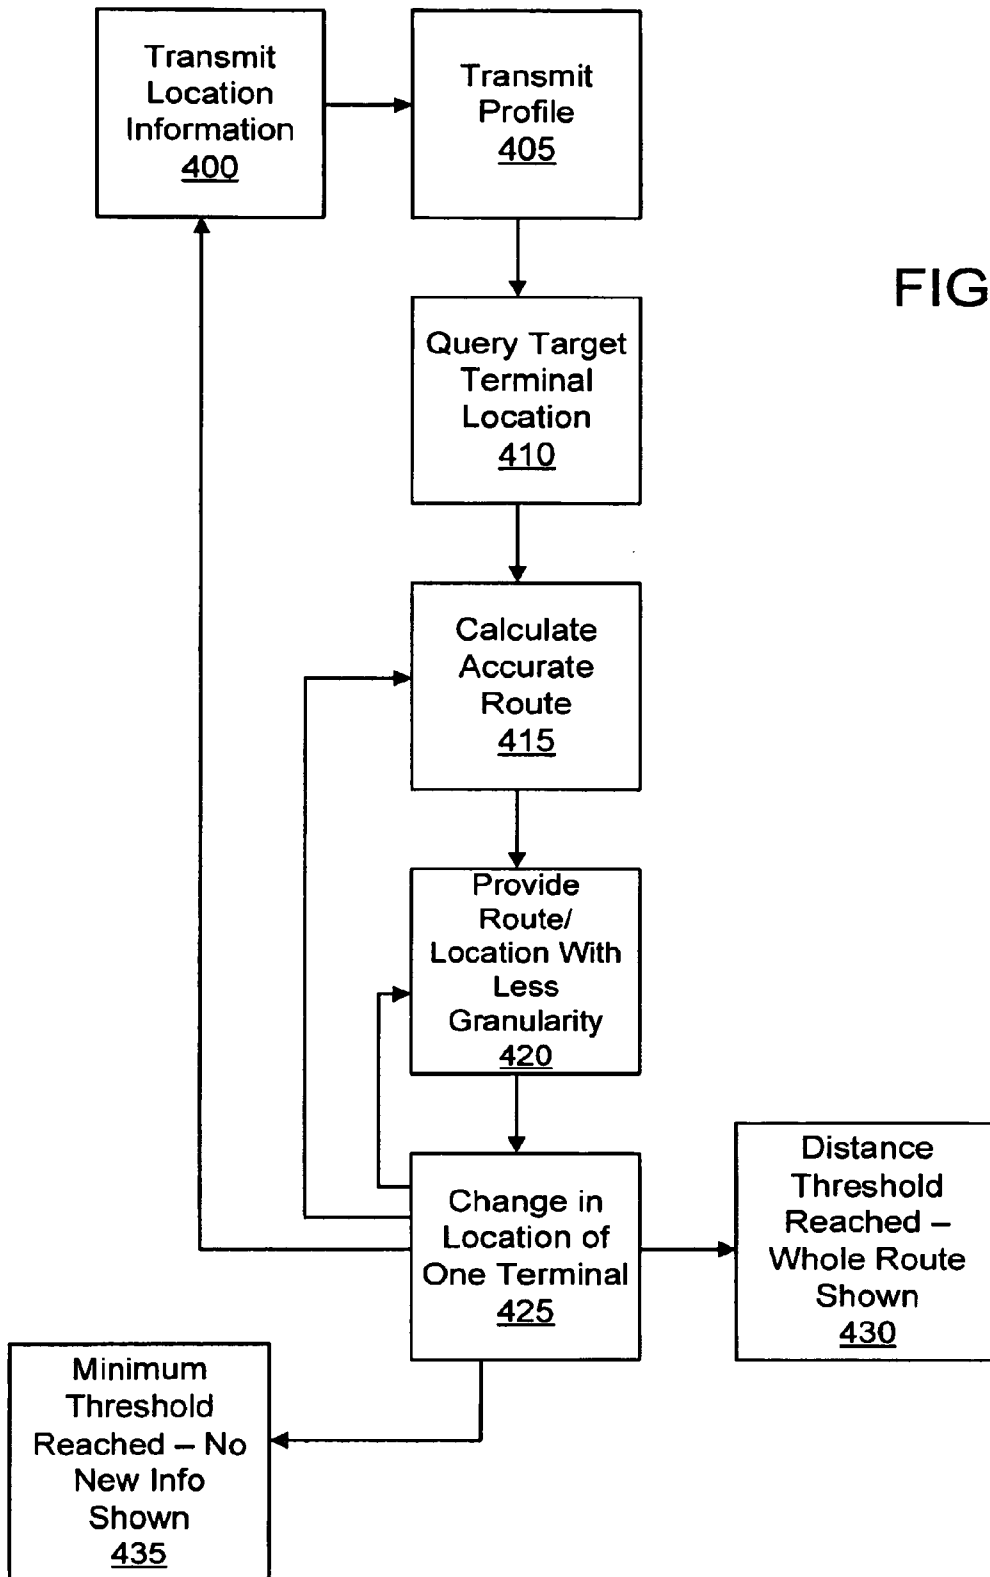 Transmit
Location
Information
400
Transmit
Profile
405
FIG
Query Target
Terminal
Location
410
Calculate
Accurate
Route
415
Provide
Route/
Location With
Less
Granularity
420
Change in
Location of
One Terminal
425
Distance
Threshold
Reached –
Whole Route
Shown
430
Minimum
Threshold
Reached – No
New Info
Shown
435